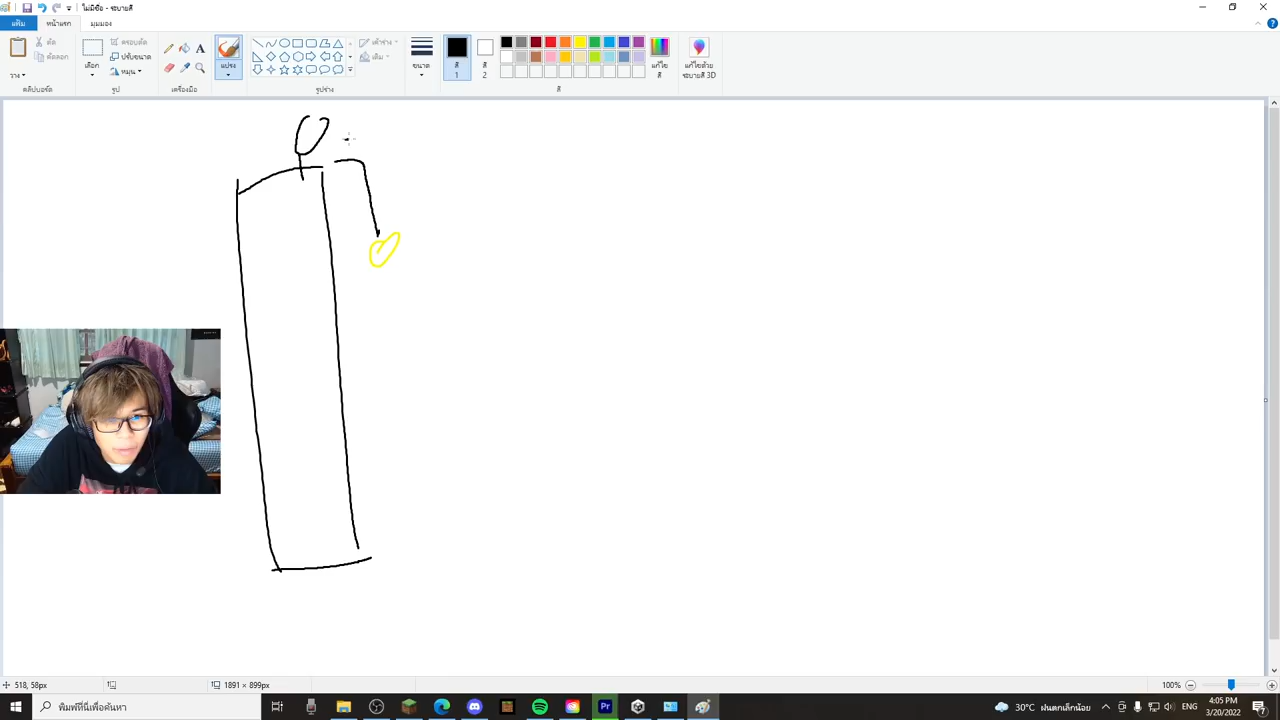 ไม่มีชื่อ - ระบายสี
แฟ้ม หน้าแรก มุมมอง
วาง
ตัด
คัดลอก
คลิปบอร์ด
เลือก
ครอบตัด
ปรับขนาด
หมุน
รูป
A
เครื่องมือ
แปรง
เค้าร่าง
เติม
รูปร่าง
ขนาด
สี
1
สี
2
แก้ไข
สี
แก้ไขด้วย
ระบายสี 3D
สี
518, 58px
1891 × 899px
100%
พิมพ์ที่นี่เพื่อค้นหา
Pr
30°C ฝนตกเล็กน้อย
ENG
4:05 PM
3/20/2022